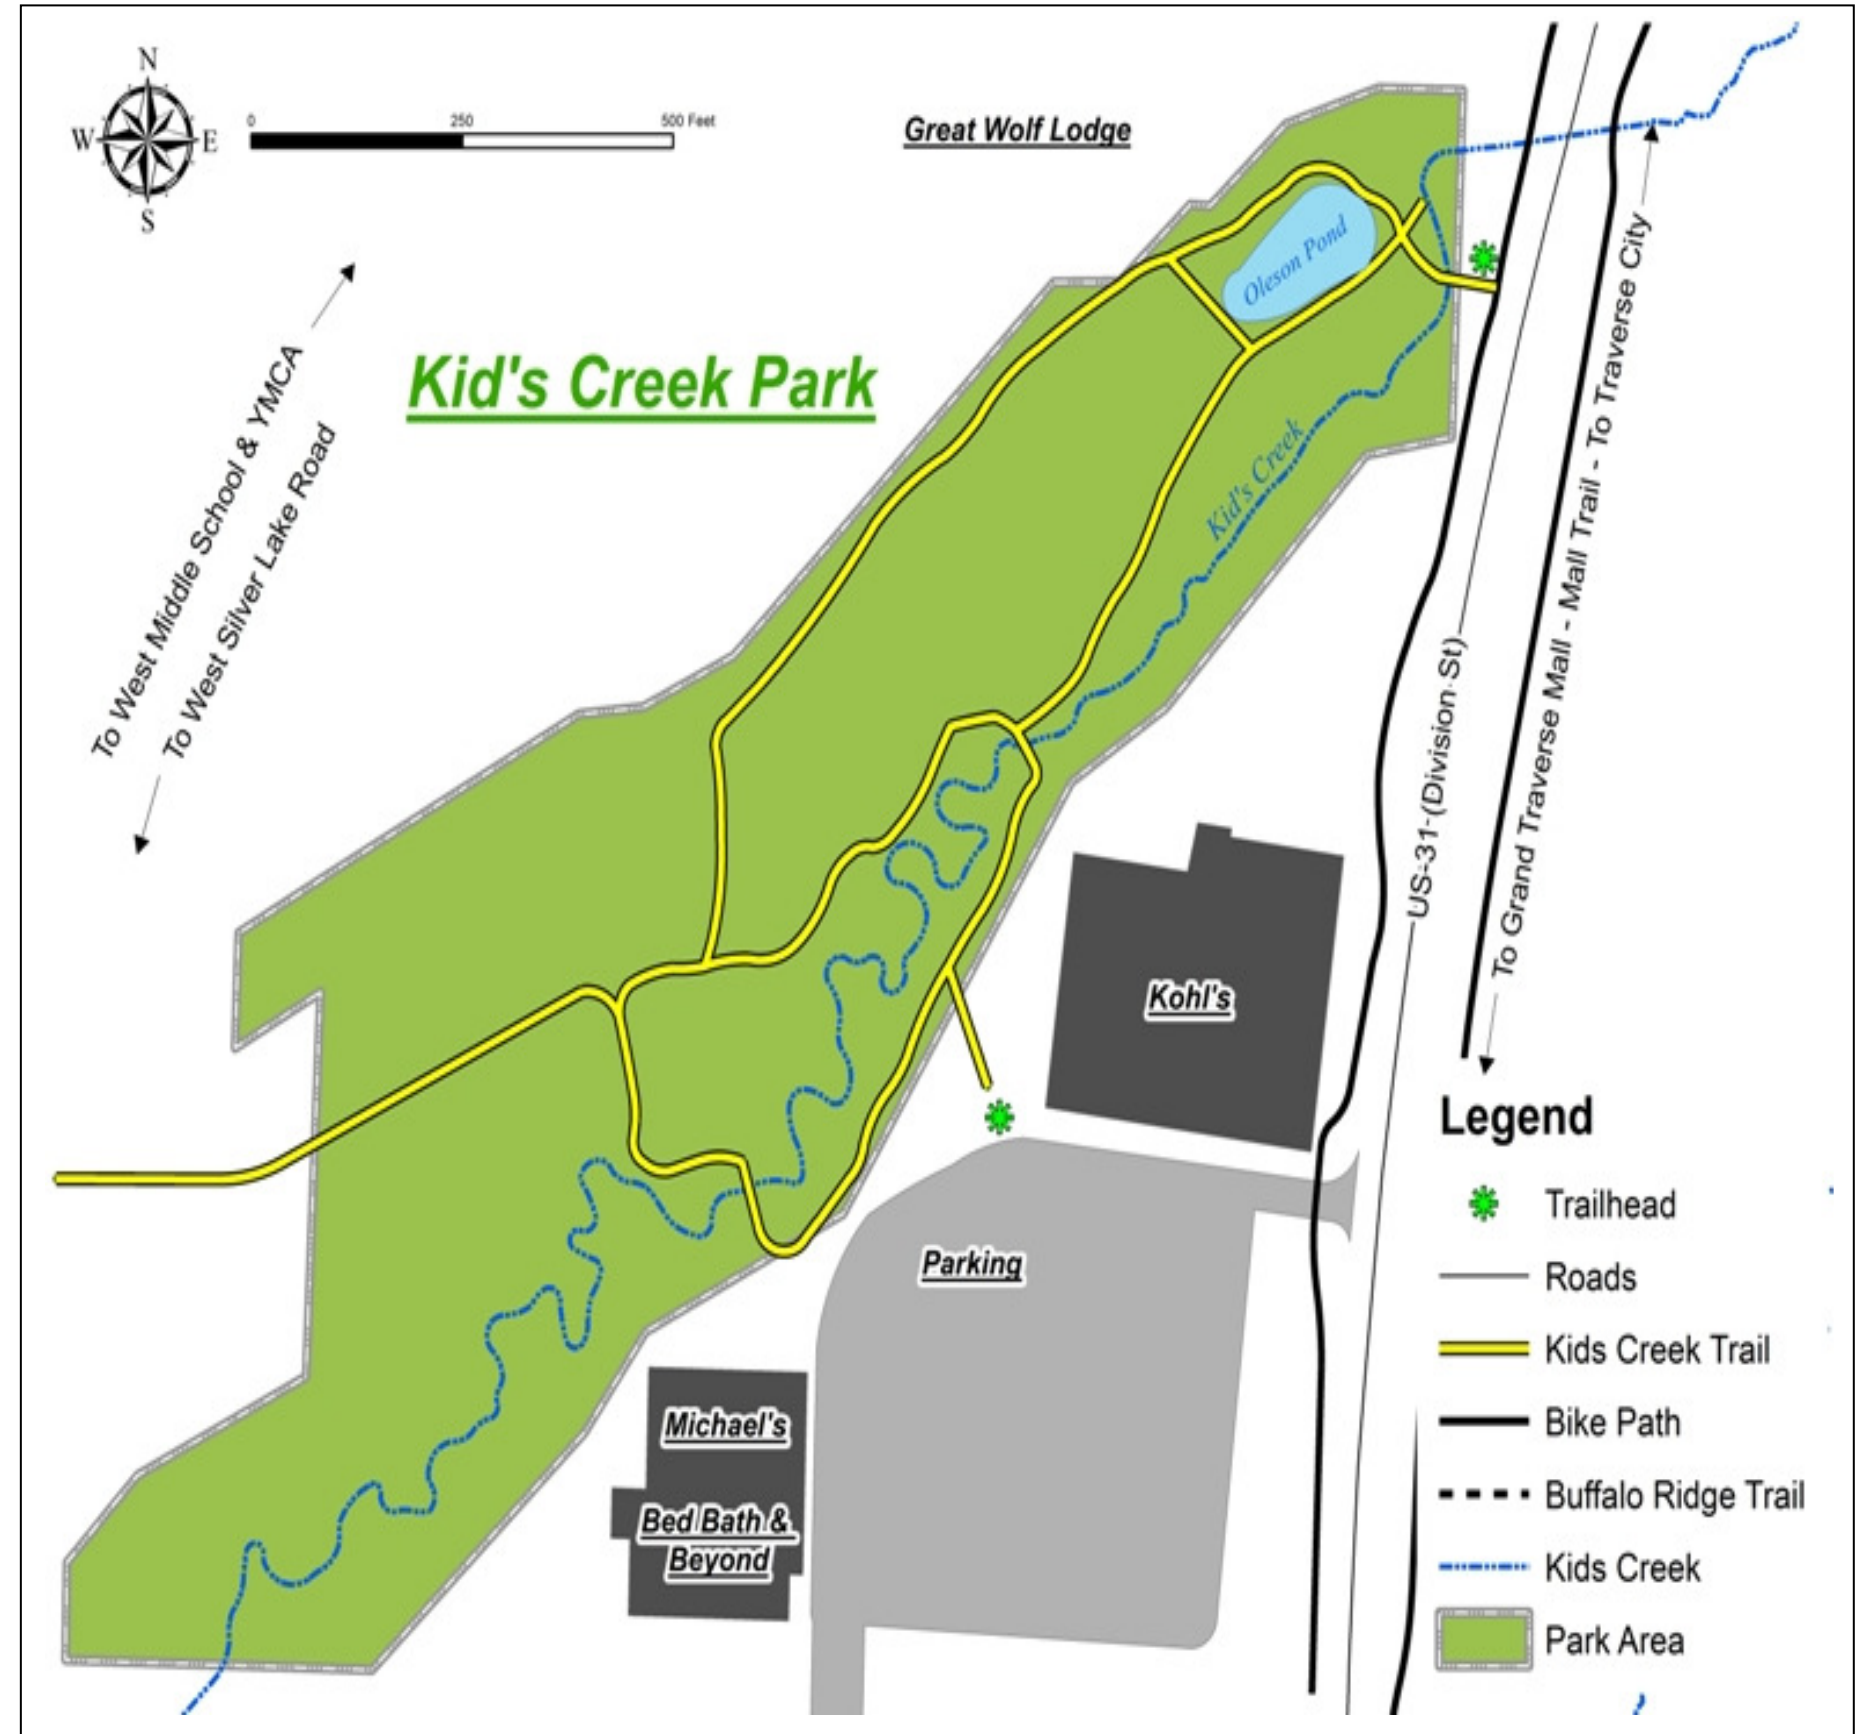 N
W
E
S
0
250
500 Feet
Great Wolf Lodge
Oleson Pond
Kid's Creek Park
To West Middle School & YMCA
To West Silver Lake Road
Kid's Creek
US-31 (Division St)
To Grand Traverse Mall - Mall Trail - To Traverse City
Kohl's
Parking
Michael's
Bed Bath &
Beyond
Legend
Trailhead
Roads
Kids Creek Trail
Bike Path
Buffalo Ridge Trail
Kids Creek
Park Area